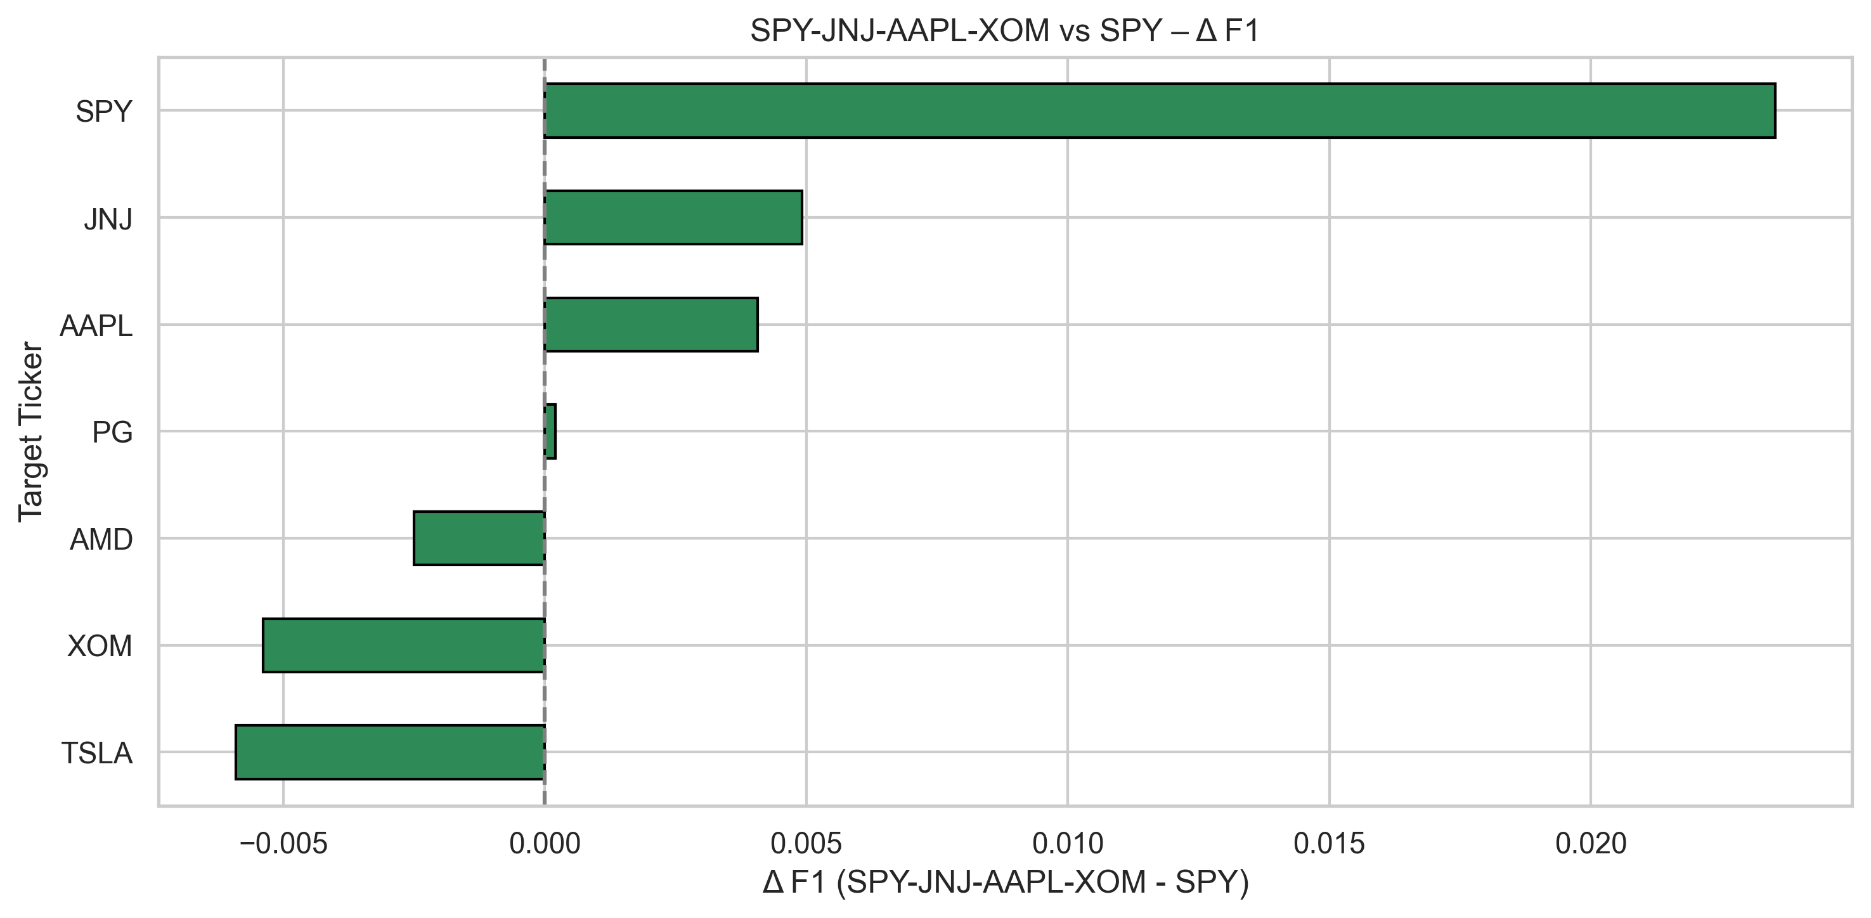 SPY-JNJ-AAPL-XOM vs SPY – Δ F1
SPY
JNJ
AAPL
PG
AMD
XOM
TSLA
Target Ticker
−0.005
0.000
0.005
0.010
0.015
0.020
Δ F1 (SPY-JNJ-AAPL-XOM - SPY)